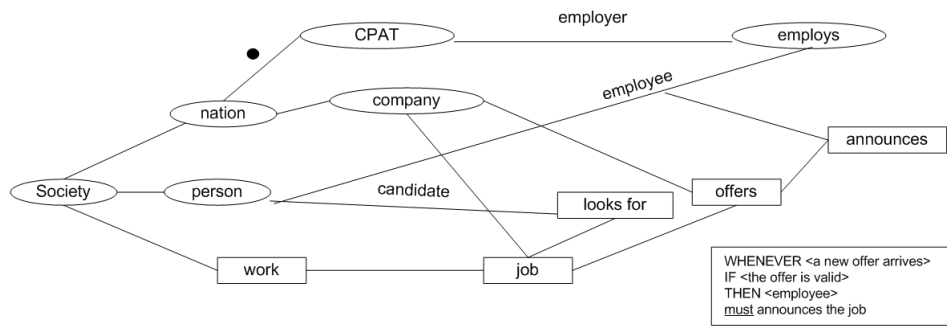 employer
CPAT
employs
employee
company
nation
announces
Society
person
candidate
looks for
offers
work
job
WHENEVER <a new offer arrives>
IF <the offer is valid>
THEN <employee>
must announces the job